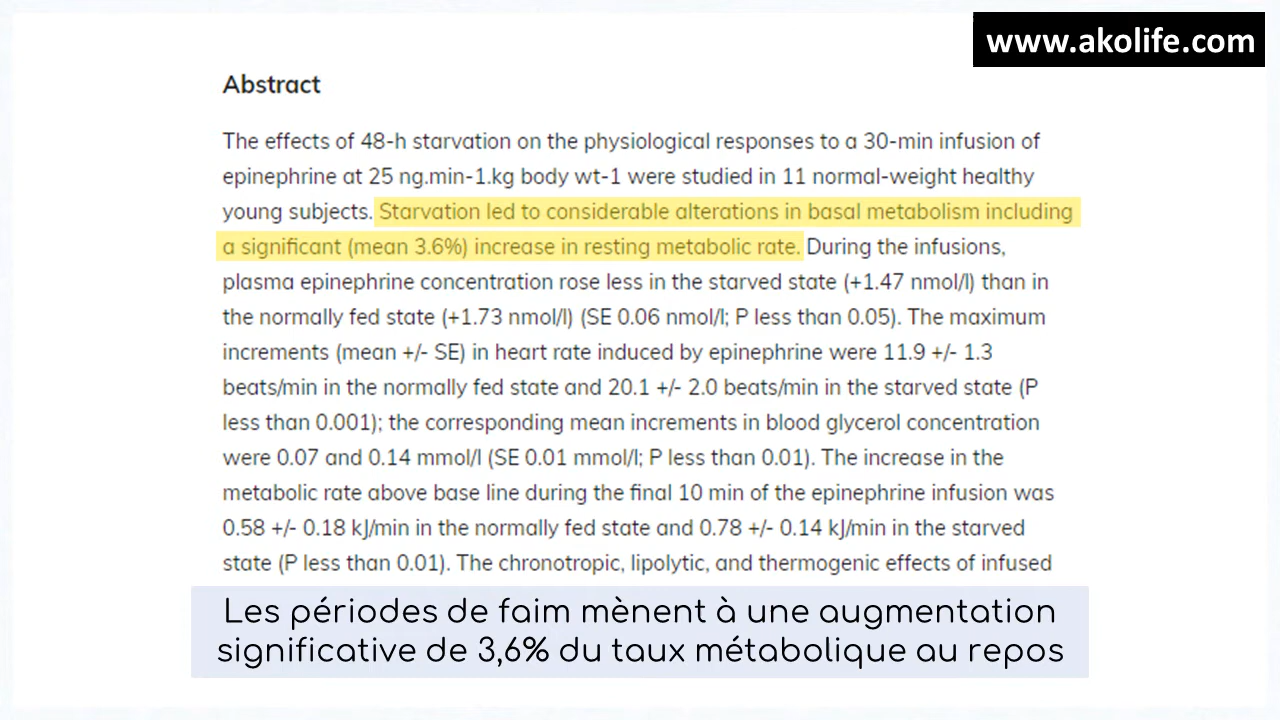 www.akolife.com
Abstract
The effects of 48-h starvation on the physiological responses to a 30-min infusion of
epinephrine at 25 ng.min-1.kg body wt-1 were studied in 11 normal-weight healthy
young subjects. Starvation led to considerable alterations in basal metabolism including
a significant (mean 3.6%) increase in resting metabolic rate. During the infusions,
plasma epinephrine concentration rose less in the starved state (+1.47 nmol/l) than in
the normally fed state (+1.73 nmol/l) (SE 0.06 nmol/l; P less than 0.05). The maximum
increments (mean +/- SE) in heart rate induced by epinephrine were 11.9 +/- 1.3
beats/min in the normally fed state and 20.1 +/- 2.0 beats/min in the starved state (P
less than 0.001); the corresponding mean increments in blood glycerol concentration
were 0.07 and 0.14 mmol/l (SE 0.01 mmol/l; P less than 0.01). The increase in the
metabolic rate above base line during the final 10 min of the epinephrine infusion was
0.58 +/- 0.18 kJ/min in the normally fed state and 0.78 +/- 0.14 kJ/min in the starved
state (P less than 0.01). The chronotropic, lipolytic, and thermogenic effects of infused
Les périodes de faim mènent à une augmentation
significative de 3,6% du taux métabolique au repos